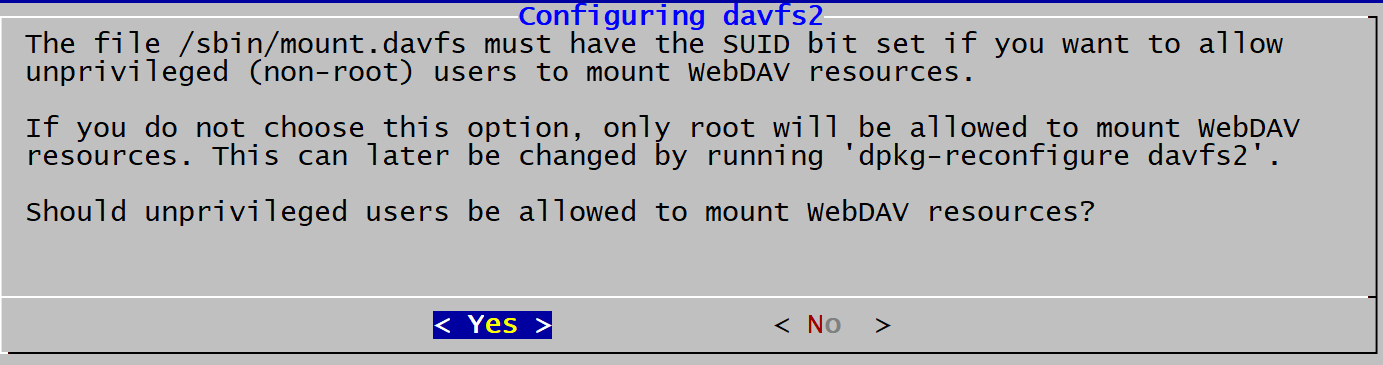 Configuring davfs2
The file /sbin/mount.davfs must have the SUID bit set if you want to allow
unprivileged (non-root) users to mount WebDAV resources.
If you do not choose this option, only root will be allowed to mount WebDAV
resources. This can later be changed by running 'dpkg-reconfigure davfs2'.
Should unprivileged users be allowed to mount WebDAV resources?
< Yes > < No >